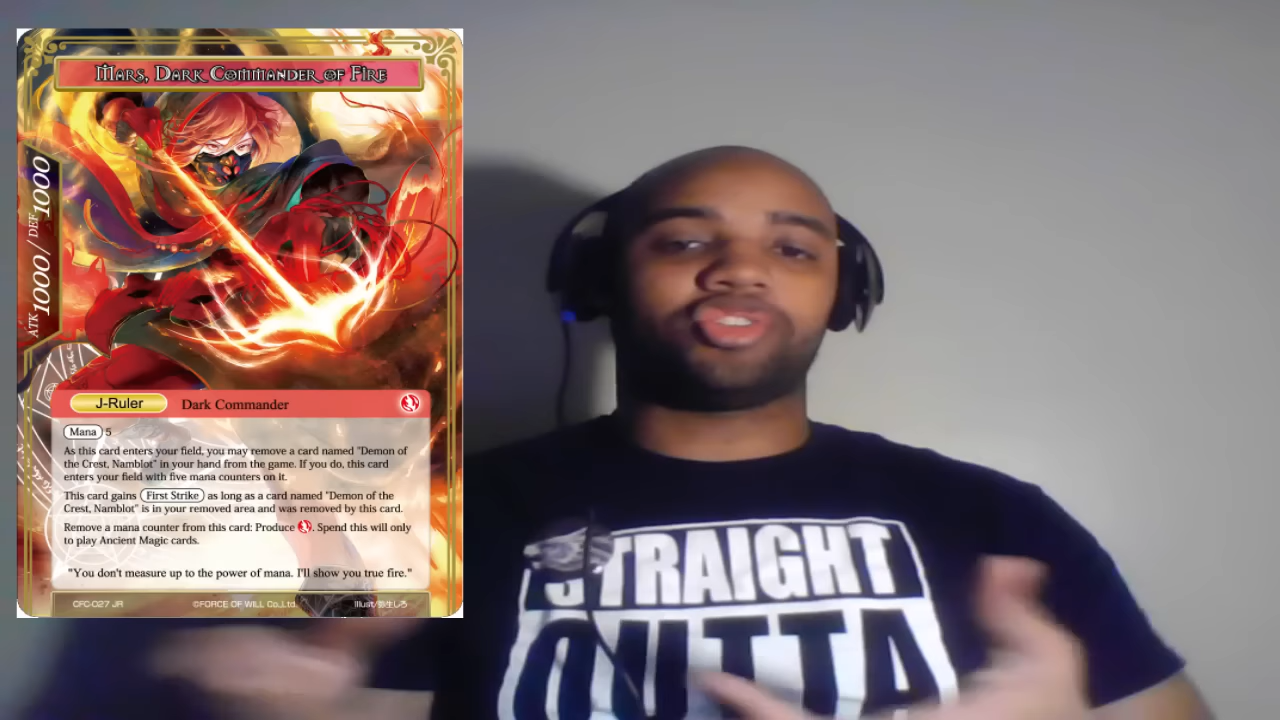 Mars, Dark Commander of Fire
ATK 1000 / DEF 1000
J-Ruler Dark Commander
Mana 5
As this card enters your field, you may remove a card named "Demon of
the Crest, Namblot" in your hand from the game. If you do, this card
enters your field with five mana counters on it.
This card gains First Strike as long as a card named "Demon of the
Crest, Namblot" is in your removed area and was removed by this card.
Remove a mana counter from this card: Produce . Spend this will only
to play Ancient Magic cards.
"You don't measure up to the power of mana. I'll show you true fire."
CFC-027 JR ©FORCE OF WILL Co.,Ltd. Illust/弥生しろ
STRAIGHT
OUTTA